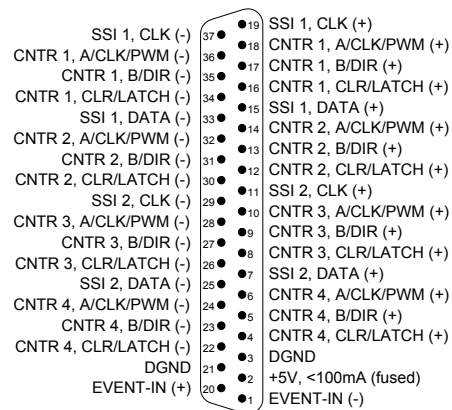 SSI 1, CLK (-) 37
CNTR 1, A/CLK/PWM (-) 36
CNTR 1, B/DIR (-) 35
CNTR 1, CLR/LATCH (-) 34
SSI 1, DATA (-) 33
CNTR 2, A/CLK/PWM (-) 32
CNTR 2, B/DIR (-) 31
CNTR 2, CLR/LATCH (-) 30
SSI 2, CLK (-) 29
CNTR 3, A/CLK/PWM (-) 28
CNTR 3, B/DIR (-) 27
CNTR 3, CLR/LATCH (-) 26
SSI 2, DATA (-) 25
CNTR 4, A/CLK/PWM (-) 24
CNTR 4, B/DIR (-) 23
CNTR 4, CLR/LATCH (-) 22
DGND 21
EVENT-IN (+) 20
19 SSI 1, CLK (+)
18 CNTR 1, A/CLK/PWM (+)
17 CNTR 1, B/DIR (+)
16 CNTR 1, CLR/LATCH (+)
15 SSI 1, DATA (+)
14 CNTR 2, A/CLK/PWM (+)
13 CNTR 2, B/DIR (+)
12 CNTR 2, CLR/LATCH (+)
11 SSI 2, CLK (+)
10 CNTR 3, A/CLK/PWM (+)
9 CNTR 3, B/DIR (+)
8 CNTR 3, CLR/LATCH (+)
7 SSI 2, DATA (+)
6 CNTR 4, A/CLK/PWM (+)
5 CNTR 4, B/DIR (+)
4 CNTR 4, CLR/LATCH (+)
3 DGND
2 +5V, <100mA (fused)
1 EVENT-IN (-)